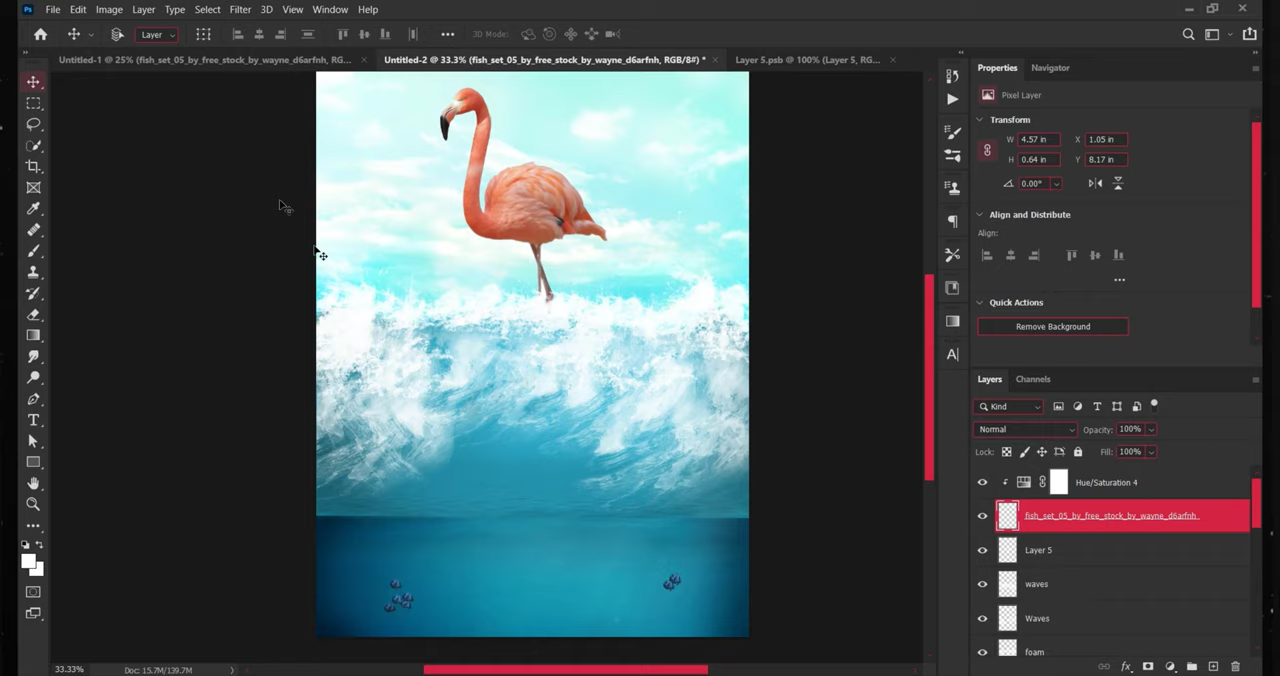 Ps File Edit Image Layer Type Select Filter 3D View Window Help
Layer 3D Mode:
Untitled-1 @ 25% (fish_set_05_by_free_stock_by_wayne_d6arfnh, RG... Untitled-2 @ 33.3% (fish_set_05_by_free_stock_by_wayne_d6arfnh, RGB/8#) * Layer 5.psb @ 100% (Layer 5, RG...
Properties Navigator
Pixel Layer
Transform
W 4.57 in X 1.05 in
H 0.64 in Y 8.17 in
0.00°
Align and Distribute
Align:
Quick Actions
Remove Background
Layers Channels
Kind
Normal Opacity: 100%
Lock: Fill: 100%
Hue/Saturation 4
fish_set_05_by_free_stock_by_wayne_d6arfnh
Layer 5
waves
Waves
foam
33.33% Doc: 15.7M/139.7M